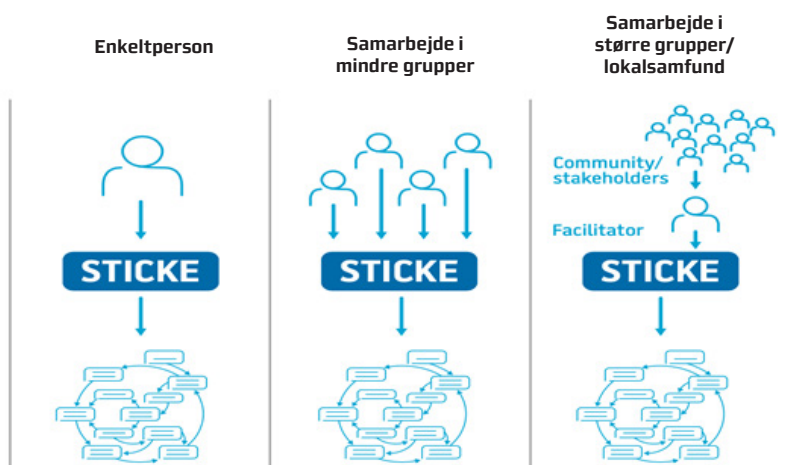 Enkeltperson
Samarbejde i
mindre grupper
Samarbejde i
større grupper/
lokalsamfund
Community/
stakeholders
Facilitator
STICKE
STICKE
STICKE